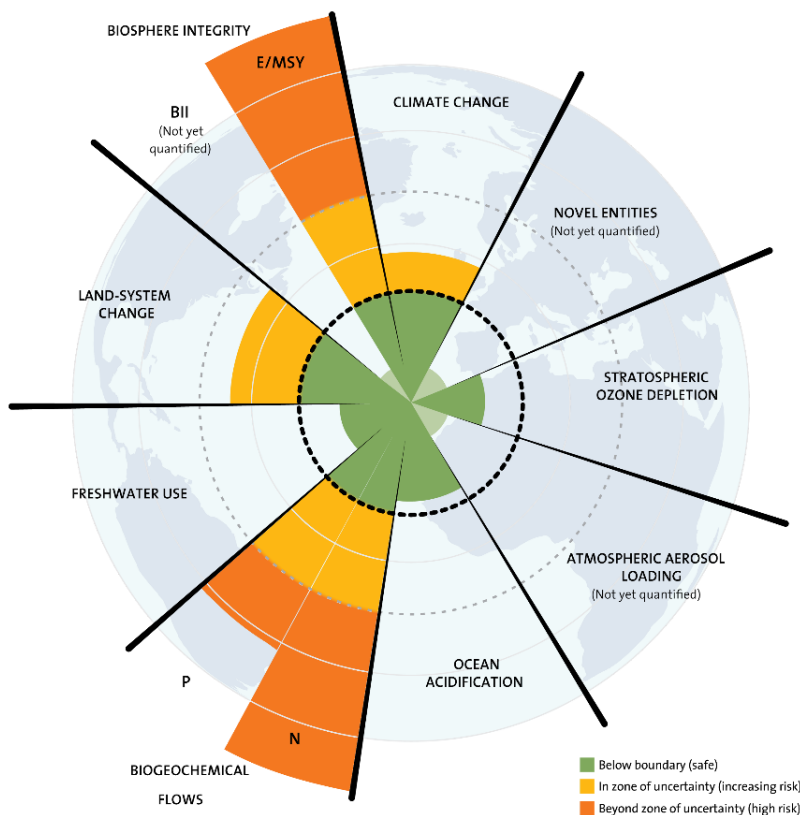 BIOSPHERE INTEGRITY
E/MSY
BII
(Not yet
quantified)
CLIMATE CHANGE
NOVEL ENTITIES
(Not yet quantified)
LAND-SYSTEM
CHANGE
STRATOSPHERIC
OZONE DEPLETION
FRESHWATER USE
ATMOSPHERIC AEROSOL
LOADING
(Not yet quantified)
OCEAN
ACIDIFICATION
P
N
BIOGEOCHEMICAL
FLOWS
Below boundary (safe)
In zone of uncertainty (increasing risk)
Beyond zone of uncertainty (high risk)